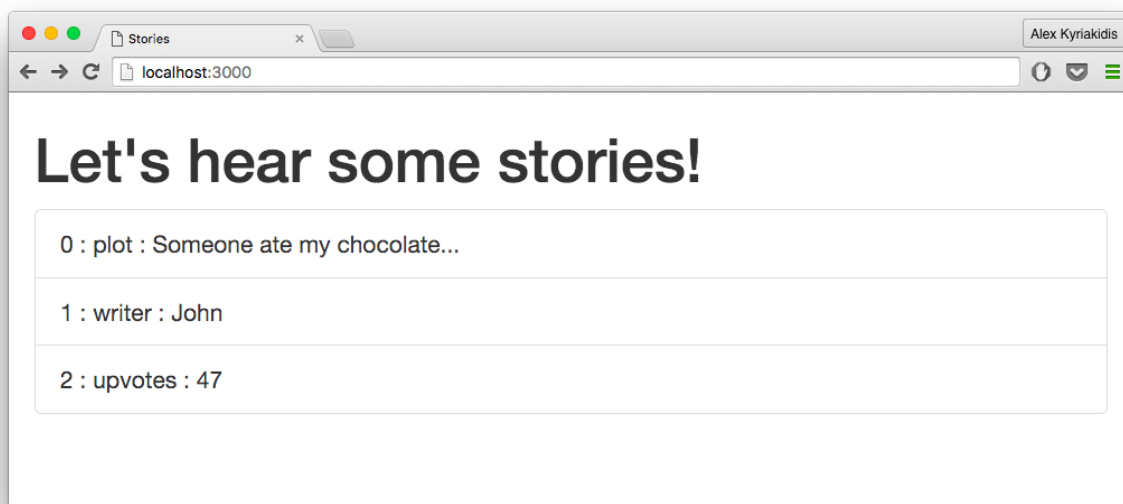 Stories
Alex Kyriakidis
localhost:3000
Let's hear some stories!
0 : plot : Someone ate my chocolate...
1 : writer : John
2 : upvotes : 47